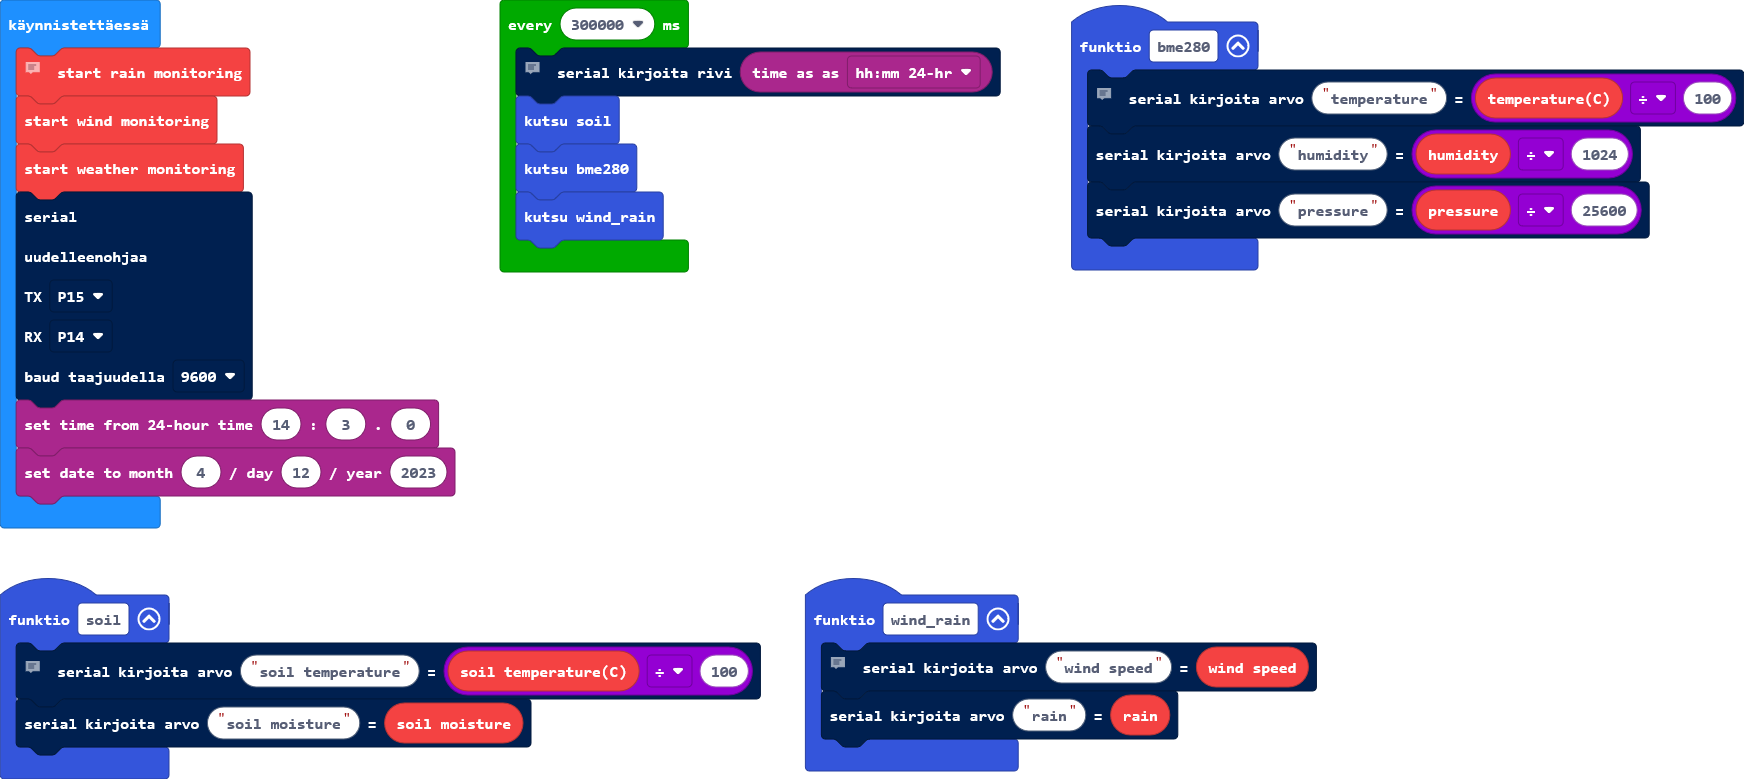 käynnistettäessä
start rain monitoring
start wind monitoring
start weather monitoring
serial
uudelleenohjaa
TX P15
RX P14
baud taajuudella 9600
set time from 24-hour time 14 : 3 . 0
set date to month 4 / day 12 / year 2023
every 300000 ms
serial kirjoita rivi time as as hh:mm 24-hr
kutsu soil
kutsu bme280
kutsu wind_rain
funktio bme280
serial kirjoita arvo "temperature" = temperature(C) ÷ 100
serial kirjoita arvo "humidity" = humidity ÷ 1024
serial kirjoita arvo "pressure" = pressure ÷ 25600
funktio soil
serial kirjoita arvo "soil temperature" = soil temperature(C) ÷ 100
serial kirjoita arvo "soil moisture" = soil moisture
funktio wind_rain
serial kirjoita arvo "wind speed" = wind speed
serial kirjoita arvo "rain" = rain